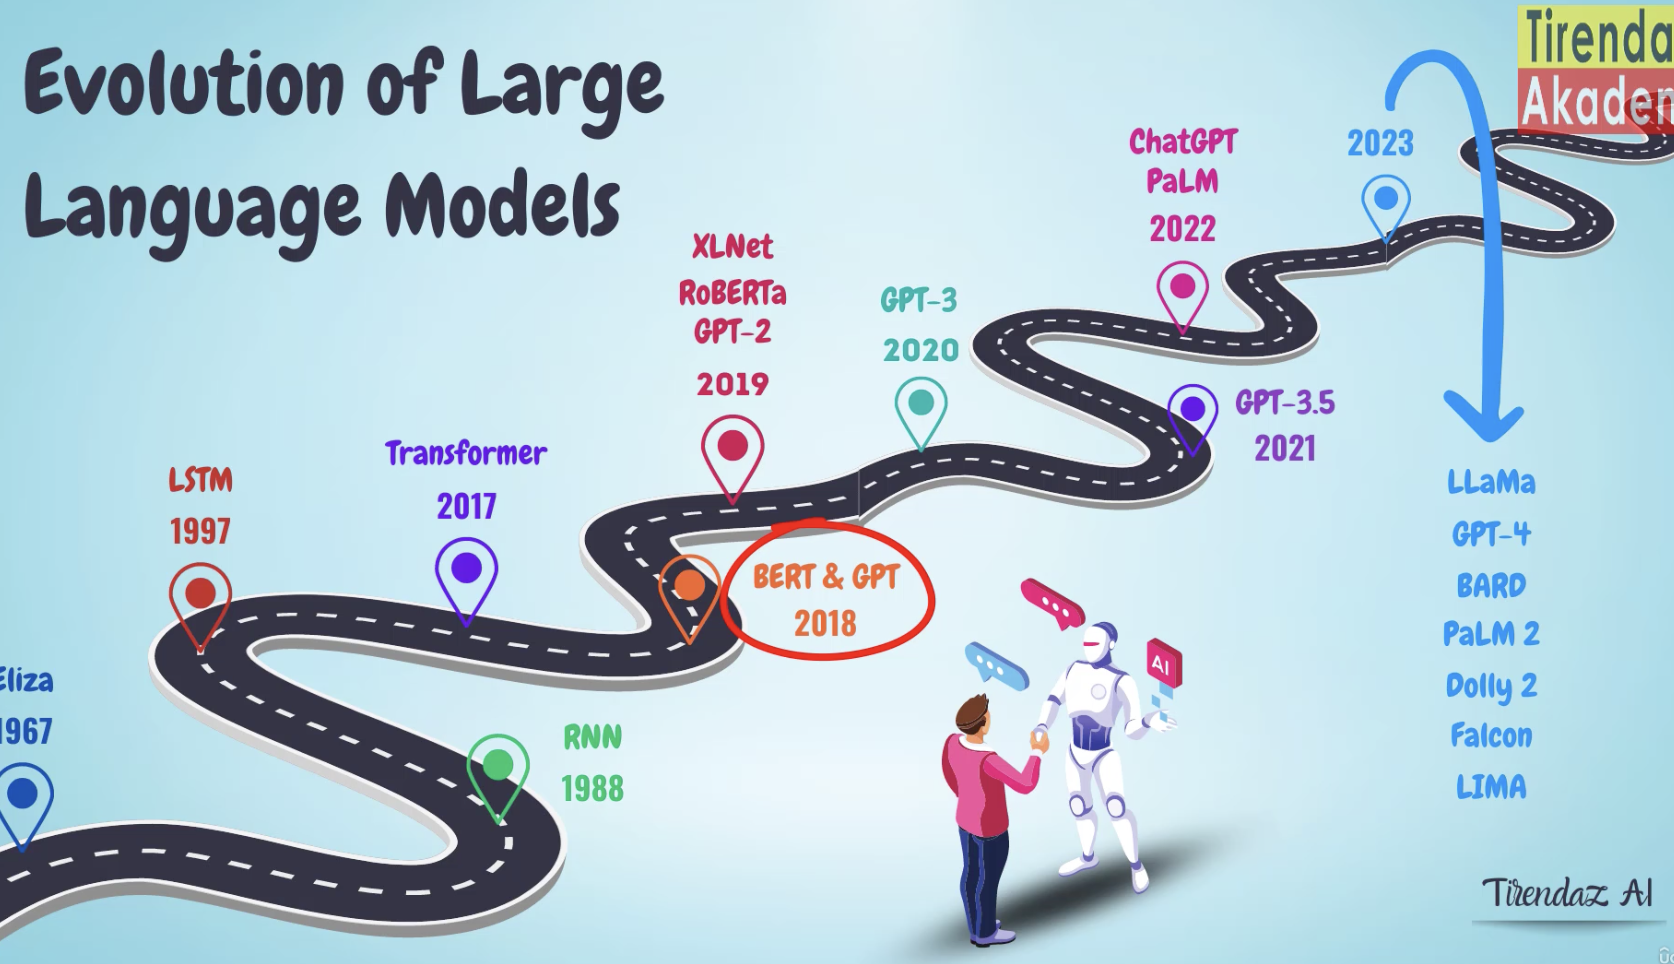 Evolution of Large
Language Models
Tirenda
Akaden
Eliza
1967
RNN
1988
LSTM
1997
Transformer
2017
BERT & GPT
2018
XLNet
RoBERTa
GPT-2
2019
GPT-3
2020
GPT-3.5
2021
ChatGPT
PaLM
2022
2023
LLaMa
GPT-4
BARD
PaLM 2
Dolly 2
Falcon
LIMA
AI
Tirendaz AI